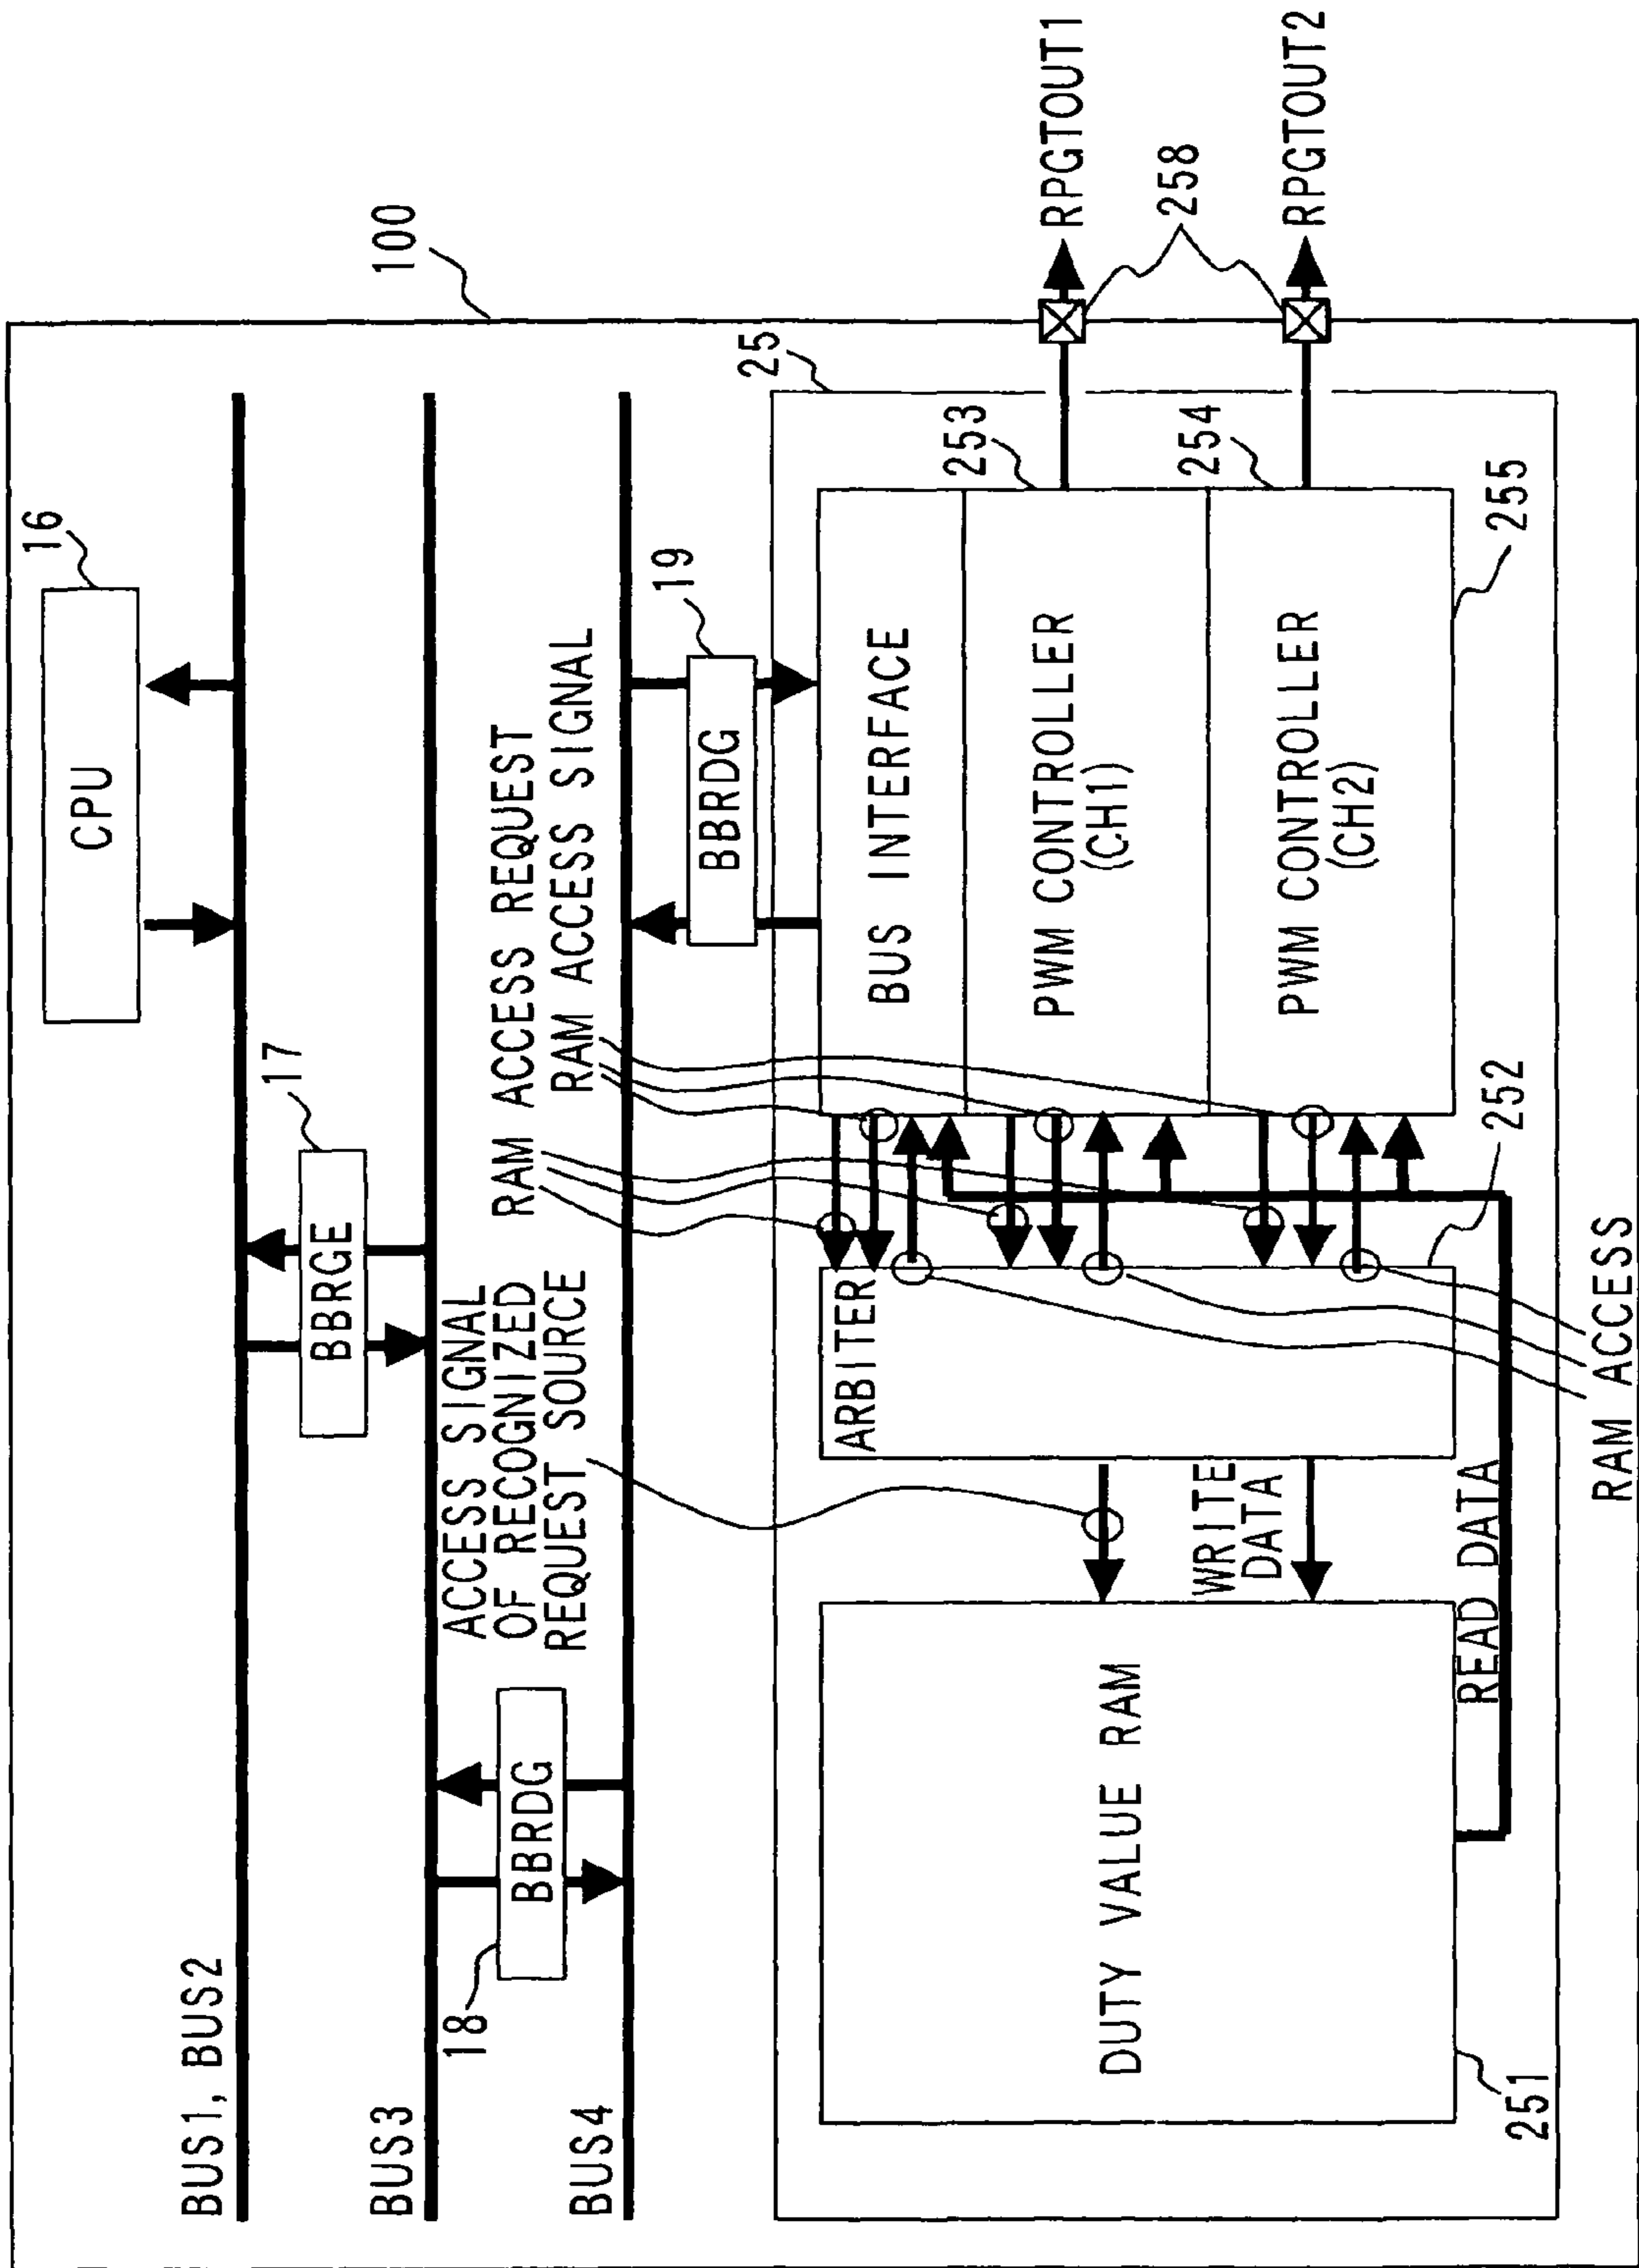 100
16
CPU
BUS1, BUS2
17
BBRGE
BUS3
ACCESS SIGNAL
OF RECOGNIZED
REQUEST SOURCE
RAM ACCESS REQUEST
RAM ACCESS SIGNAL
18
BBRDG
BUS4
19
BBRDG
25
DUTY VALUE RAM
251
WRITE
DATA
READ DATA
ARBITER
252
RAM ACCESS
BUS INTERFACE
253
PWM CONTROLLER
(CH1)
254
PWM CONTROLLER
(CH2)
255
RPGTOUT1
258
RPGTOUT2